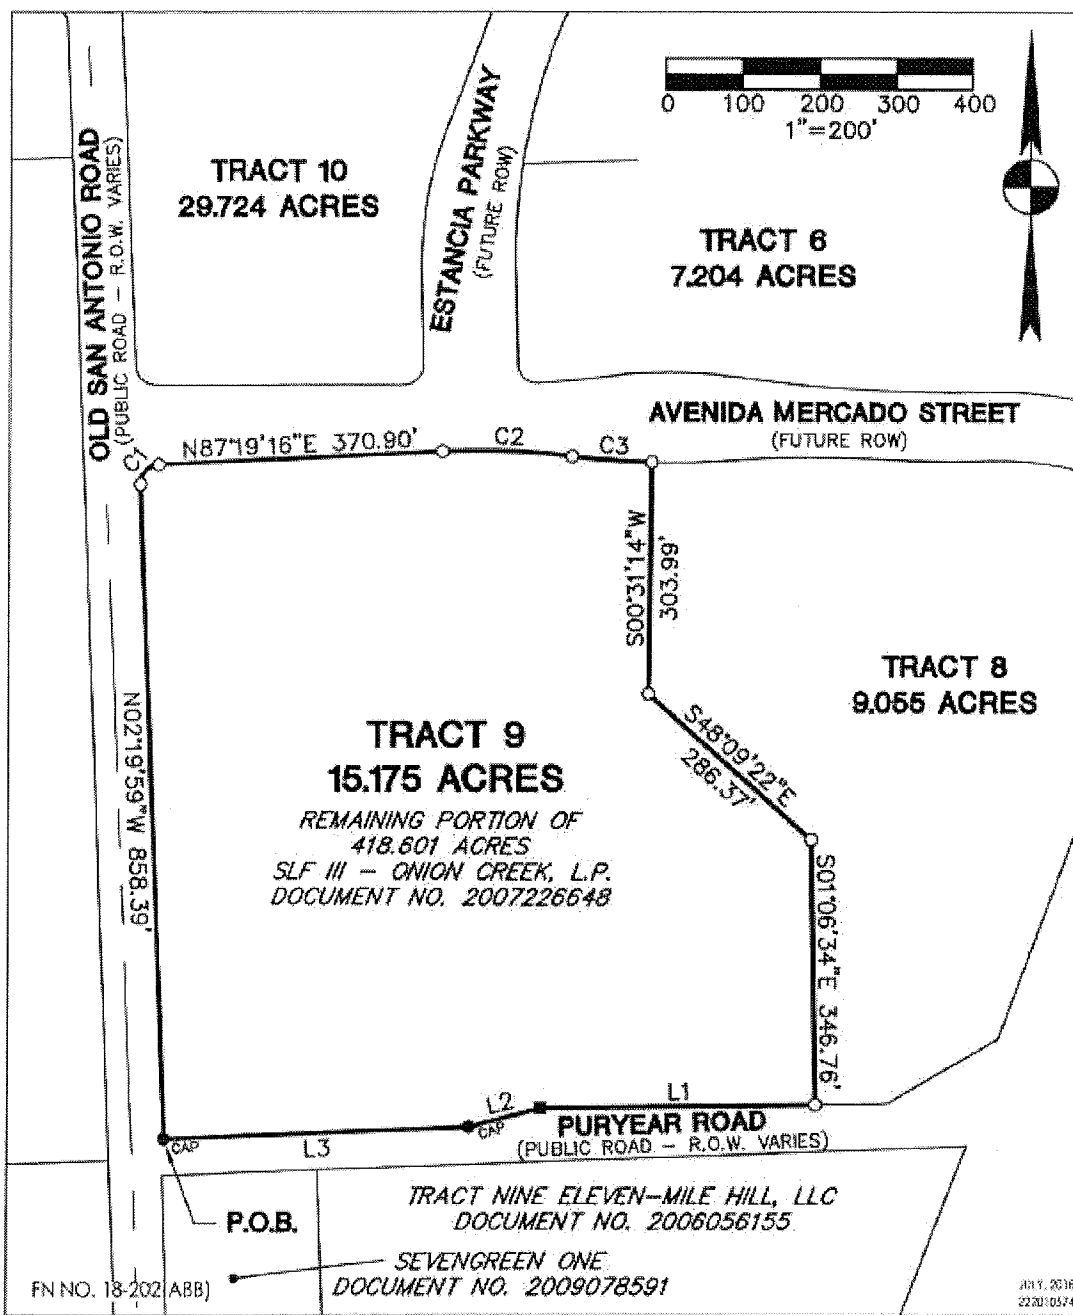 0 100 200 300 400
1"=200'
TRACT 10
29.724 ACRES
ESTANCIA PARKWAY
(FUTURE ROW)
TRACT 6
7.204 ACRES
OLD SAN ANTONIO ROAD
(PUBLIC ROAD – R.O.W. VARIES)
AVENIDA MERCADO STREET
(FUTURE ROW)
C1
N87°19'16"E 370.90'
C2
C3
S00°31'14"W
303.99'
TRACT 8
9.055 ACRES
S48°09'22"E
286.37'
TRACT 9
15.175 ACRES
REMAINING PORTION OF
418.601 ACRES
SLF III – ONION CREEK, L.P.
DOCUMENT NO. 2007226648
N02°19'59"W 858.39'
S01°06'34"E 346.76'
L1
L2
CAP
L3
CAP
PURYEAR ROAD
(PUBLIC ROAD – R.O.W. VARIES)
P.O.B.
TRACT NINE ELEVEN–MILE HILL, LLC
DOCUMENT NO. 2006056155
SEVENGREEN ONE
DOCUMENT NO. 2009078591
FN NO. 18-202(ABB)
JULY, 2018